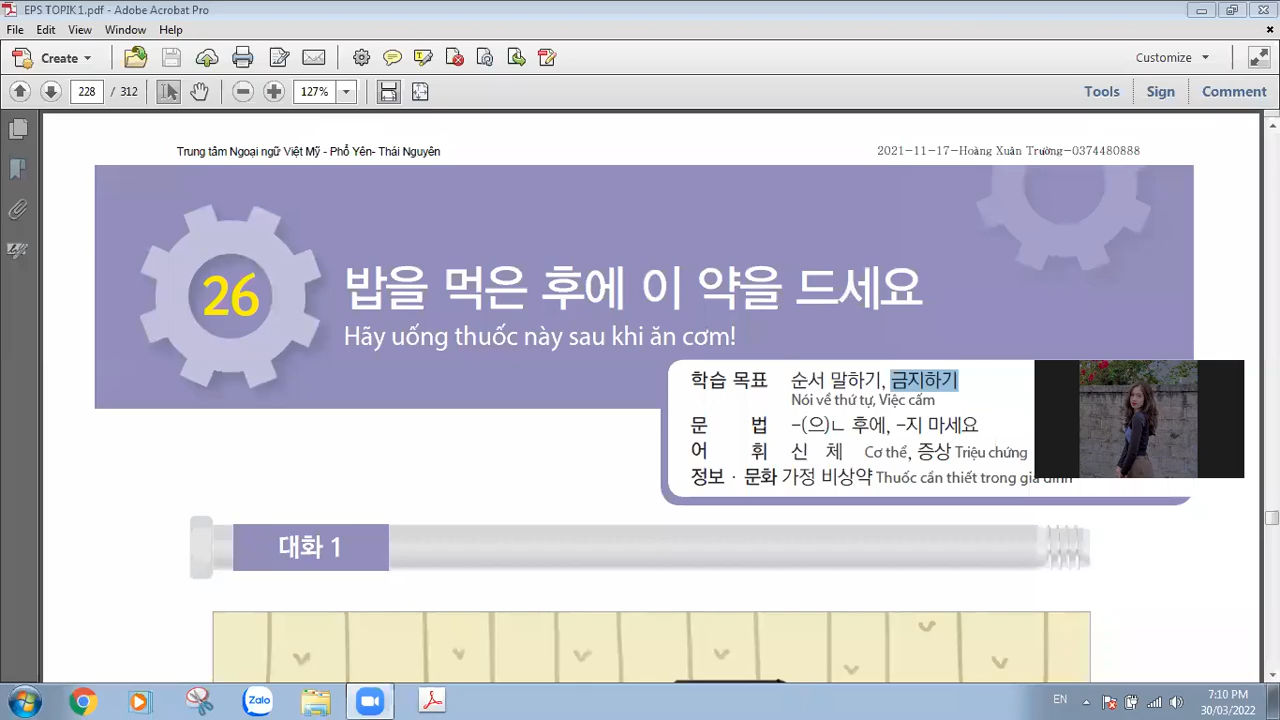 EPS TOPIK 1.pdf - Adobe Acrobat Pro
File Edit View Window Help
Create Customize
228 / 312 127% Tools Sign Comment
Trung tâm Ngoại ngữ Việt Mỹ - Phổ Yên- Thái Nguyên 2021-11-17-Hoàng Xuân Trường-0374480888
26 밥을 먹은 후에 이 약을 드세요
Hãy uống thuốc này sau khi ăn cơm!
학습 목표 순서 말하기, 금지하기
Nói về thứ tự, Việc cấm
문 법 -(으)ㄴ 후에, -지 마세요
어 휘 신 체 Cơ thể, 증상 Triệu chứng
정보 · 문화 가정 비상약 Thuốc cần thiết trong gia đình
대화 1
Zalo EN 7:10 PM
30/03/2022